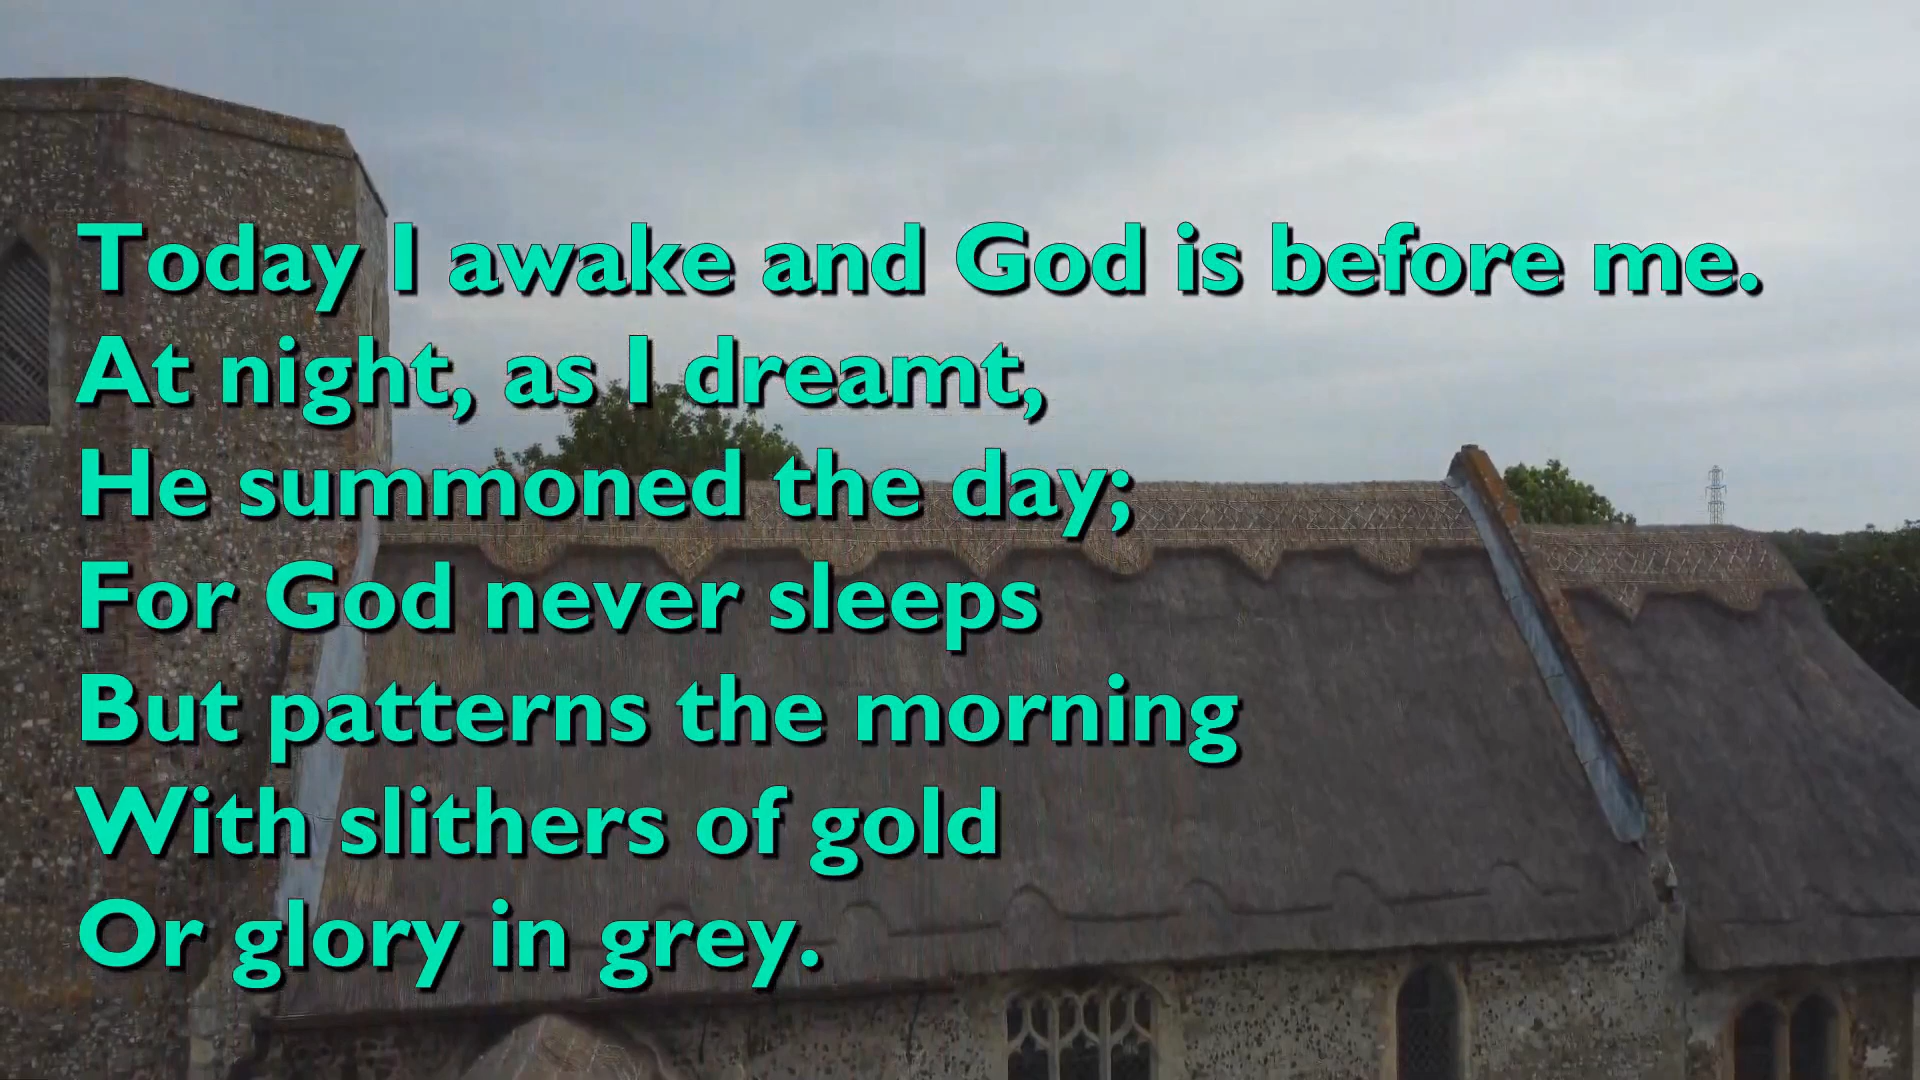 Today I awake and God is before me.
At night, as I dreamt,
He summoned the day;
For God never sleeps
But patterns the morning
With slithers of gold
Or glory in grey.